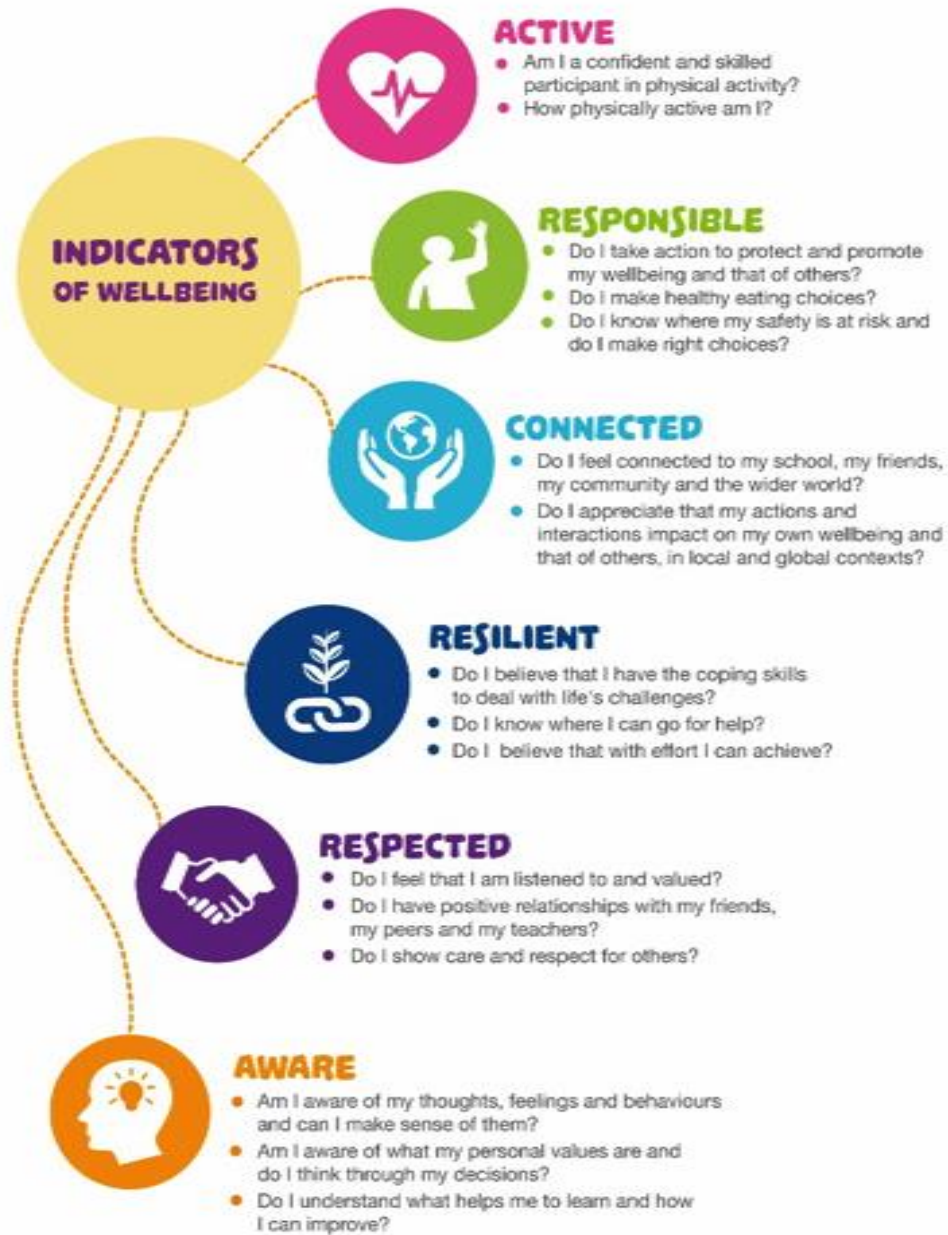 ACTIVE
• Am I a confident and skilled
participant in physical activity?
• How physically active am I?
INDICATORS
OF WELLBEING
RESPONSIBLE
• Do I take action to protect and promote
my wellbeing and that of others?
• Do I make healthy eating choices?
• Do I know where my safety is at risk and
do I make right choices?
CONNECTED
• Do I feel connected to my school, my friends,
my community and the wider world?
• Do I appreciate that my actions and
interactions impact on my own wellbeing and
that of others, in local and global contexts?
RESILIENT
• Do I believe that I have the coping skills
to deal with life's challenges?
• Do I know where I can go for help?
• Do I believe that with effort I can achieve?
RESPECTED
• Do I feel that I am listened to and valued?
• Do I have positive relationships with my friends,
my peers and my teachers?
• Do I show care and respect for others?
AWARE
• Am I aware of my thoughts, feelings and behaviours
and can I make sense of them?
• Am I aware of what my personal values are and
do I think through my decisions?
• Do I understand what helps me to learn and how
I can improve?